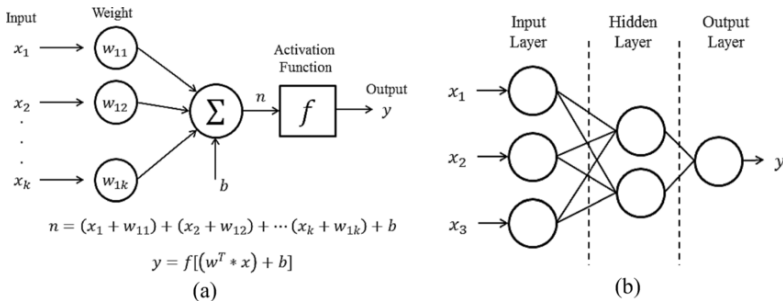 Input Weight
x₁ w₁₁
x₂ w₁₂
.
.
.
xₖ w₁ₖ
Σ
b
n
Activation
Function
f
Output
y
n = (x₁ + w₁₁) + (x₂ + w₁₂) + ⋯ (xₖ + w₁ₖ) + b
y = f[(wᵀ * x) + b]
(a)
Input
Layer
Hidden
Layer
Output
Layer
x₁
x₂
x₃
y
(b)